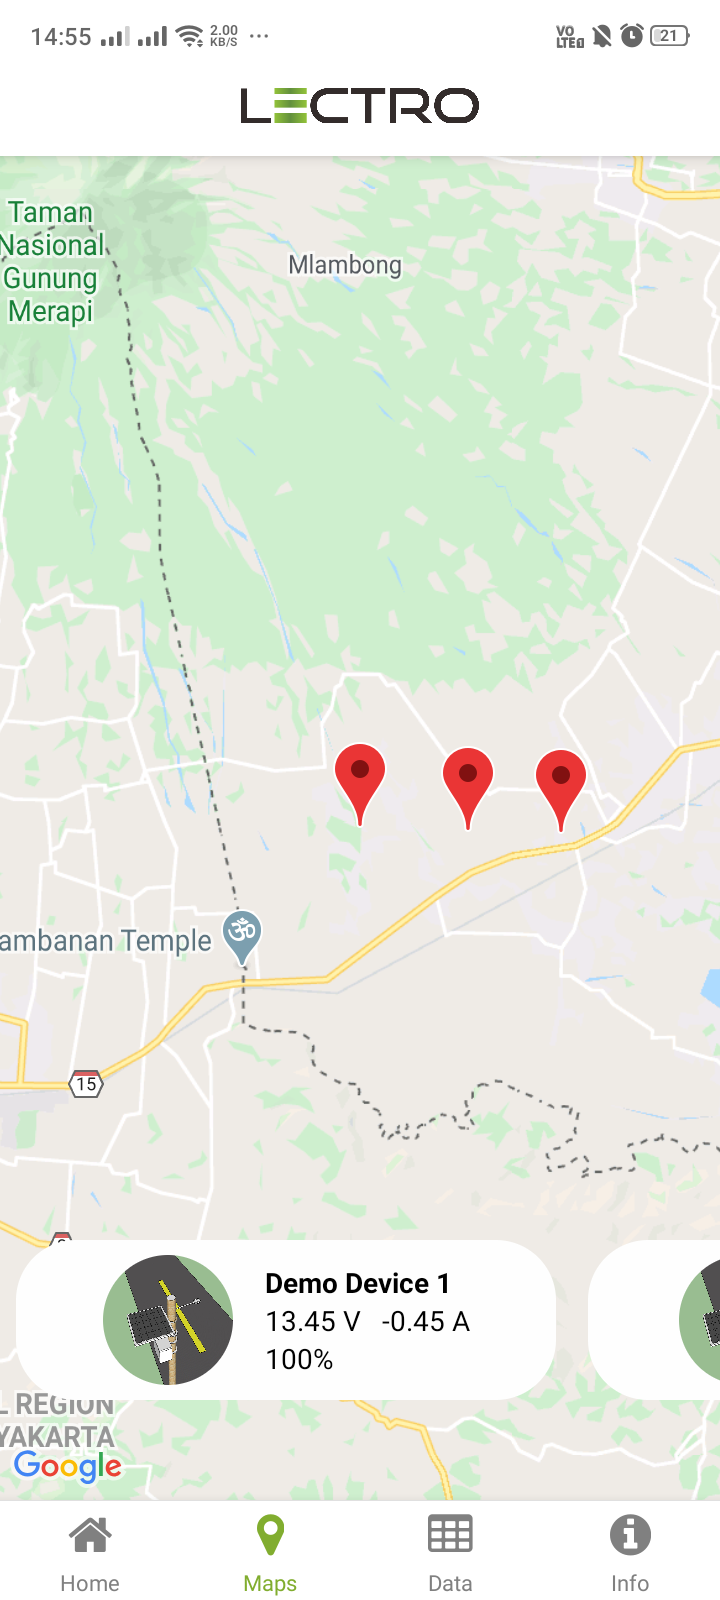 14:55 2.00 KB/S ... VO LTE1 21
LECTRO
Taman
Nasional
Gunung
Merapi
Mlambong
ambanan Temple
15
Demo Device 1
13.45 V -0.45 A
100%
L REGION
YAKARTA
Google
Home Maps Data Info